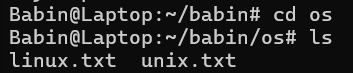 Babin@Laptop:~/babin# cd os
Babin@Laptop:~/babin/os# ls
linux.txt  unix.txt